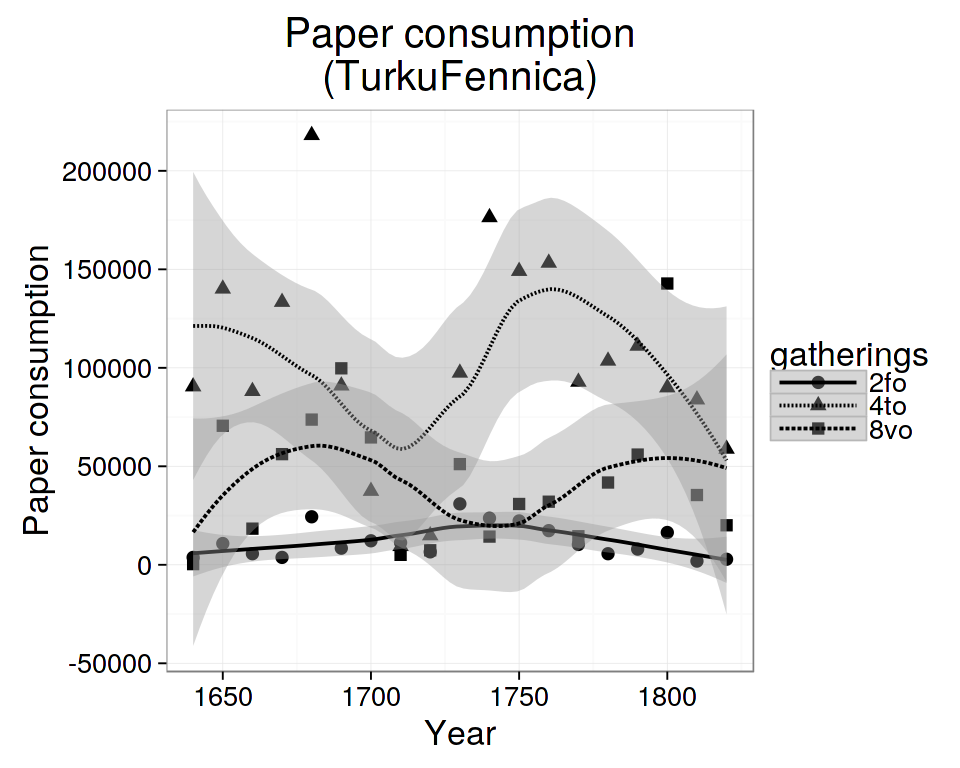 Paper consumption
(TurkuFennica)
Paper consumption
200000
150000
100000
50000
0
-50000
1650
1700
1750
1800
Year
gatherings
2fo
4to
8vo